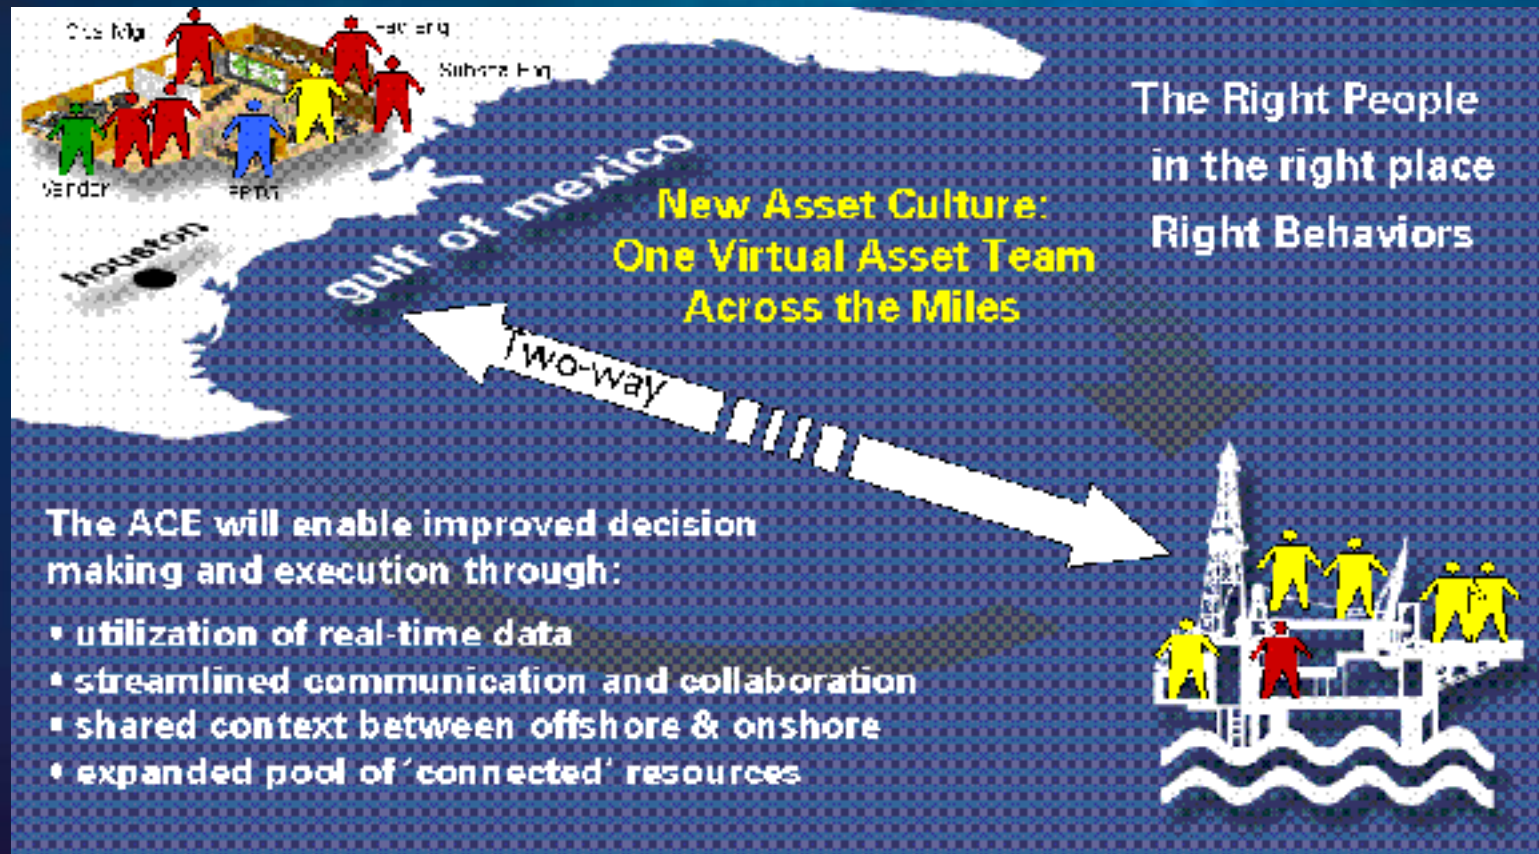 Vendor
houston
gulf of mexico
New Asset Culture:
One Virtual Asset Team
Across the Miles
The Right People
in the right place
Right Behaviors
Two-way
The ACE will enable improved decision
making and execution through:
• utilization of real-time data
• streamlined communication and collaboration
• shared context between offshore & onshore
• expanded pool of 'connected' resources